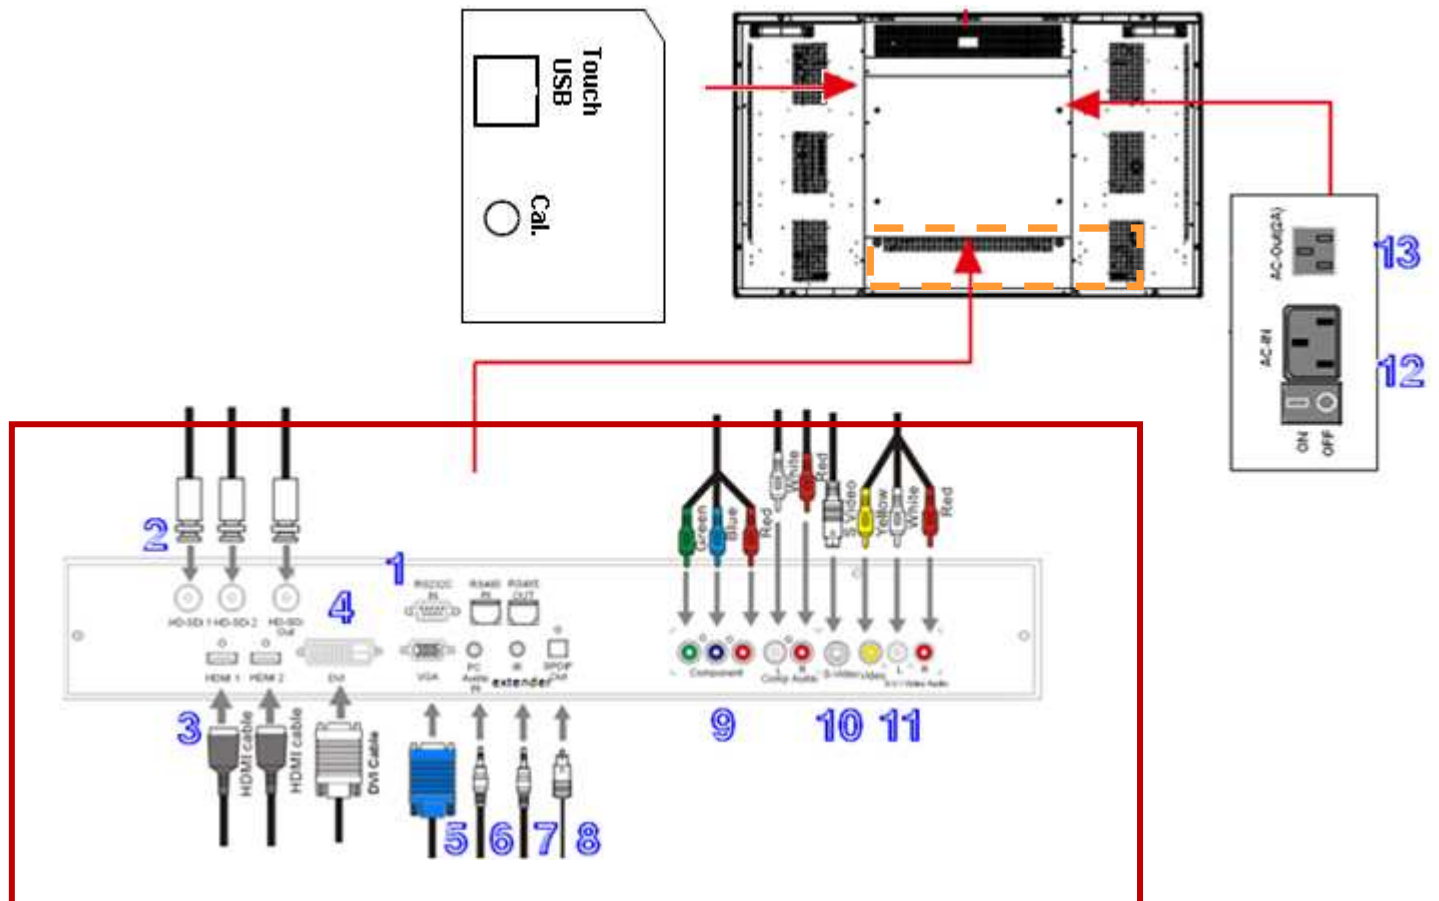 Touch
USB
Cal.
AC-Out(2A)
13
AC-IN
12
ON
OFF
2
1
4
Green
Blue
Red
White
Red
S Video
Yellow
White
Red
RS232C
IN
RS485
IN
RS485
OUT
HD-SDI 1
HD-SDI 2
HD-SDI
Out
HDMI 1
HDMI 2
DVI
VGA
PC
Audio
IN
IR
extender
SPDIF
Out
Component
L
R
Comp Audio
S-Video
Video
L
R
3
HDMI cable
HDMI cable
DVI Cable
5
6
7
8
9
10
11